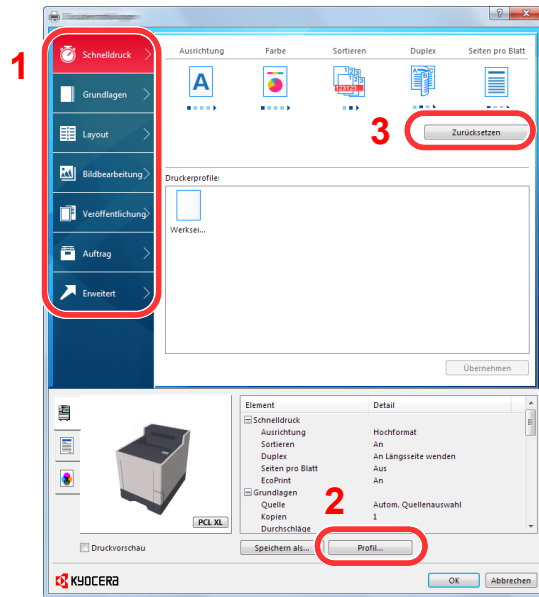 1
Schnelldruck
Grundlagen
Layout
Bildbearbeitung
Veröffentlichung
Auftrag
Erweitert
Ausrichtung Farbe Sortieren Duplex Seiten pro Blatt
A
3
Zurücksetzen
Druckerprofile:
Werksei...
Übernehmen
PCL XL
Druckvorschau
Element Detail
Schnelldruck
Ausrichtung Hochformat
Sortieren An
Duplex An Längsseite wenden
Seiten pro Blatt Aus
EcoPrint An
Grundlagen
Quelle Autom. Quellenauswahl
Kopien 1
Durchschläge
2
Speichern als... Profil...
KYOCERA
OK Abbrechen